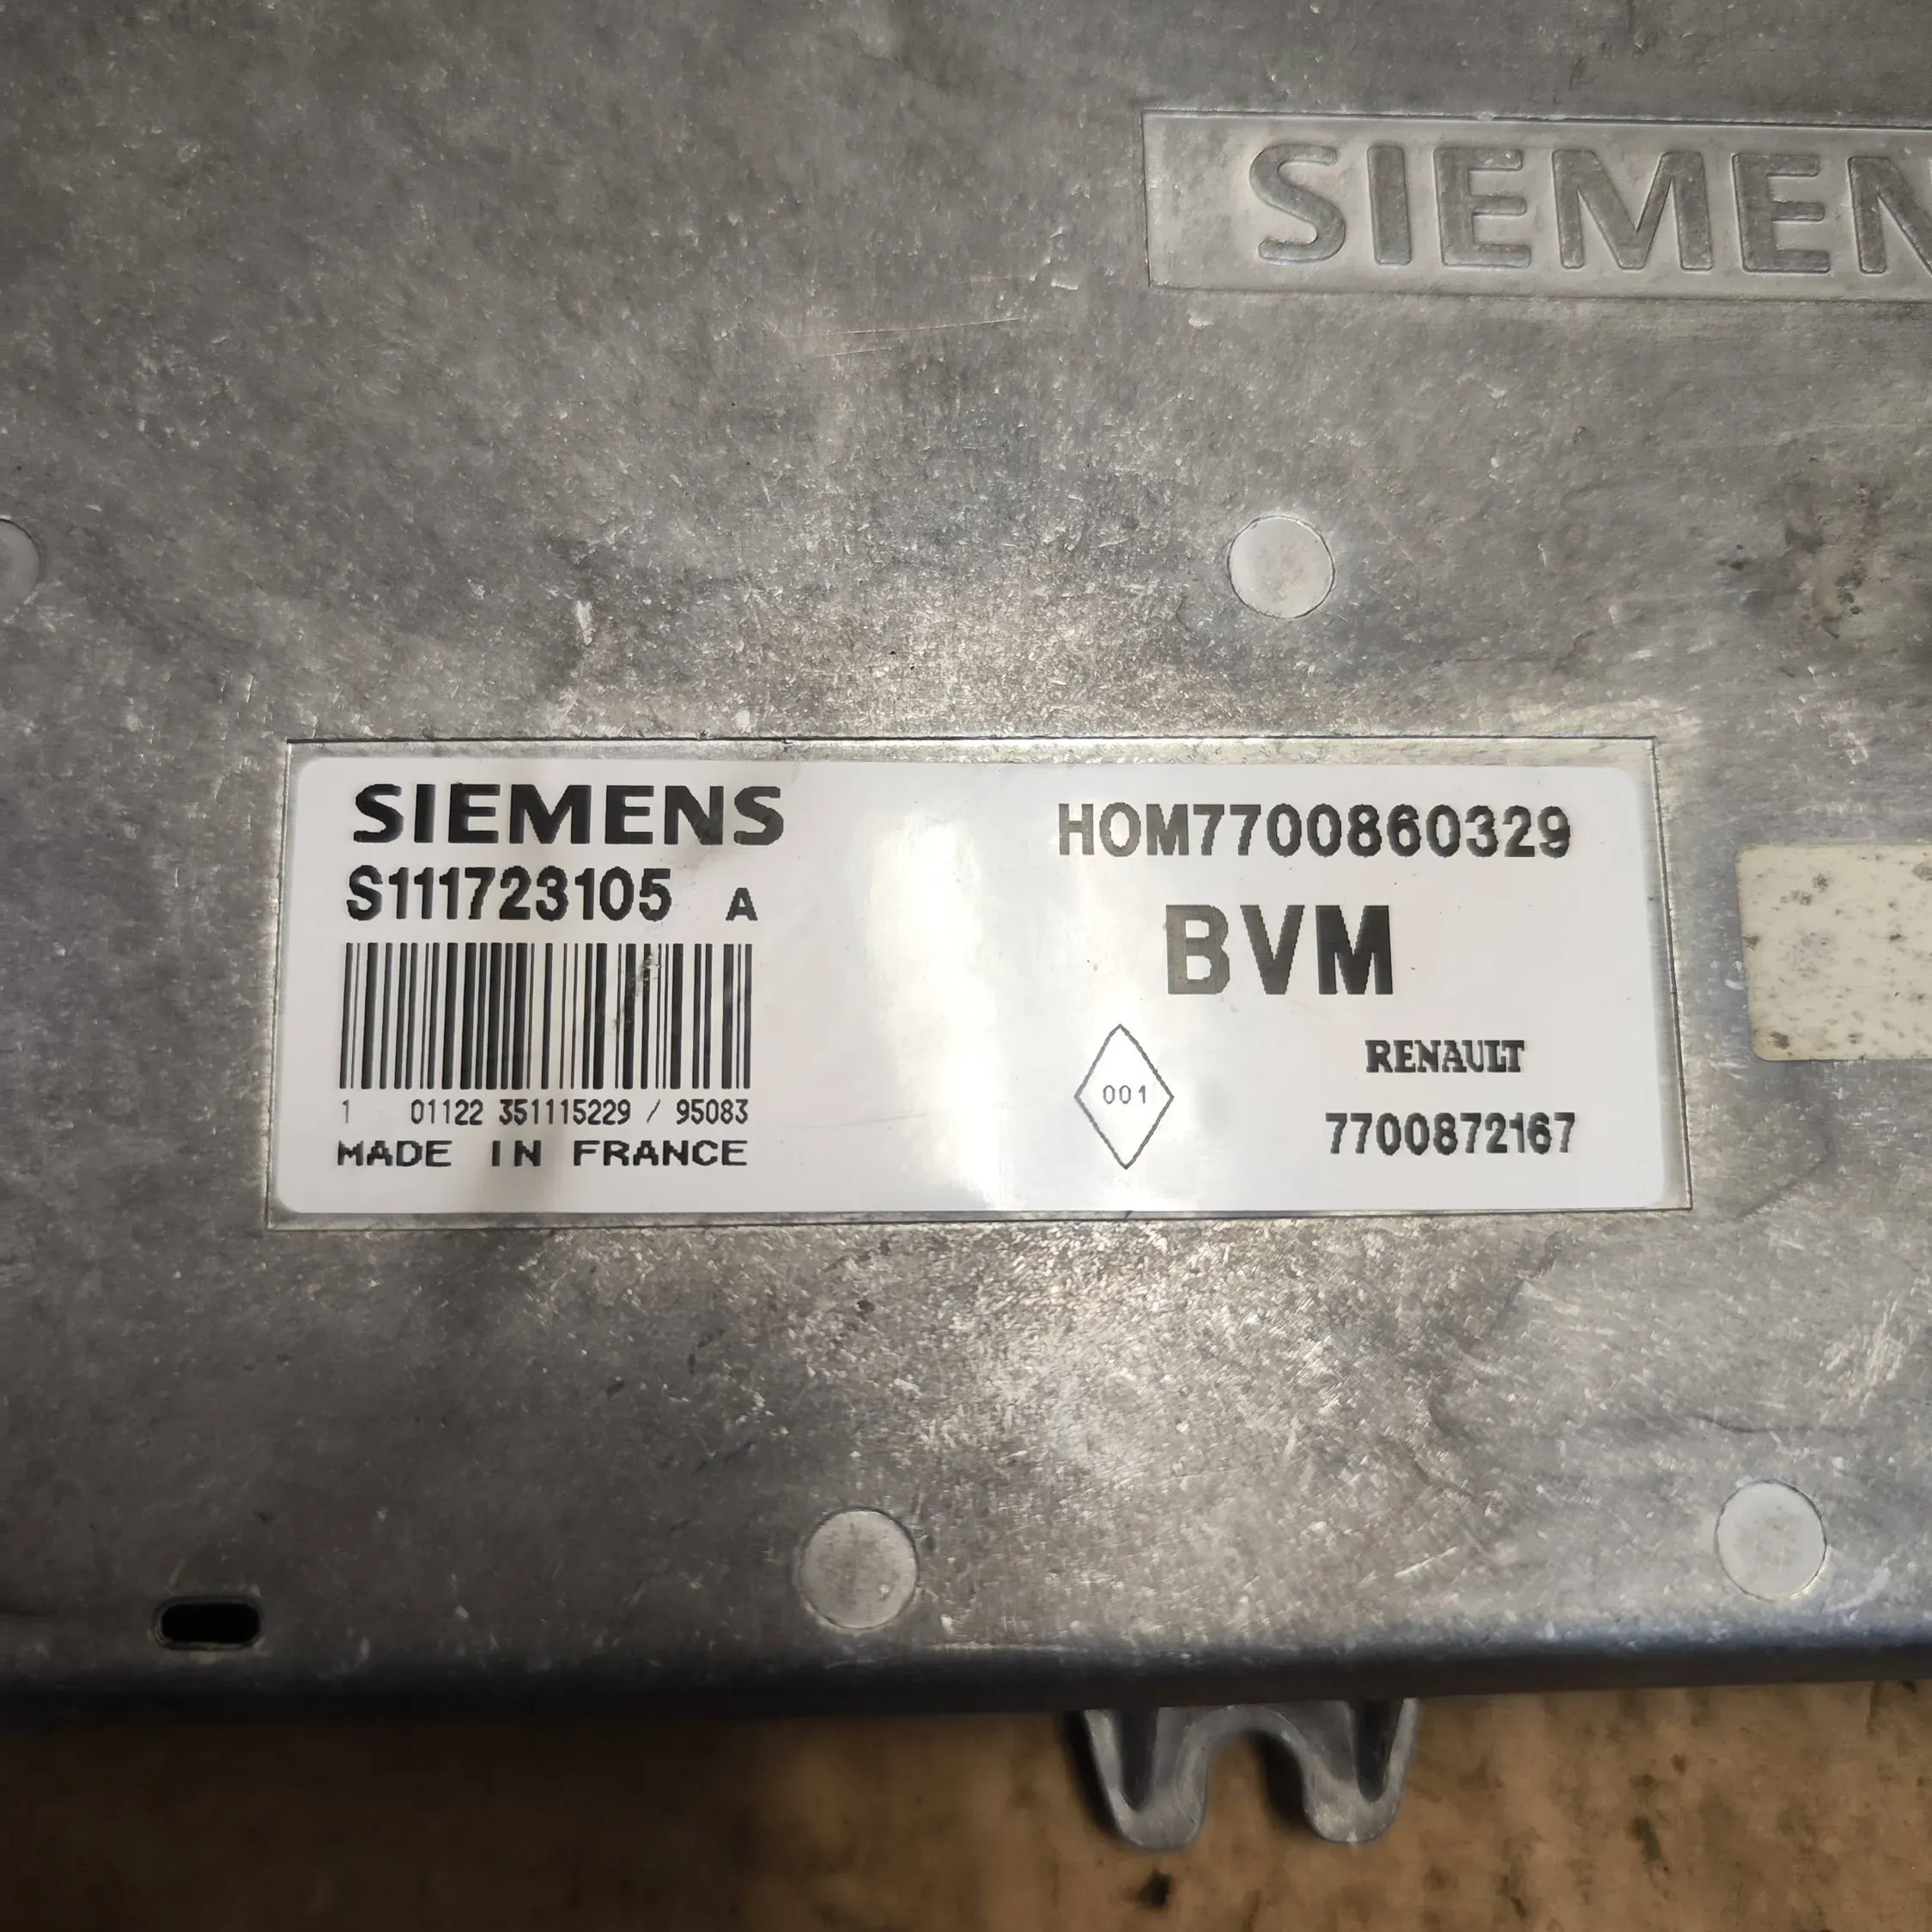 SIEMEN
SIEMENS
S111723105 A
1 01122 351115229 / 95083
MADE IN FRANCE
HOM7700860329
BVM
001
RENAULT
7700872167